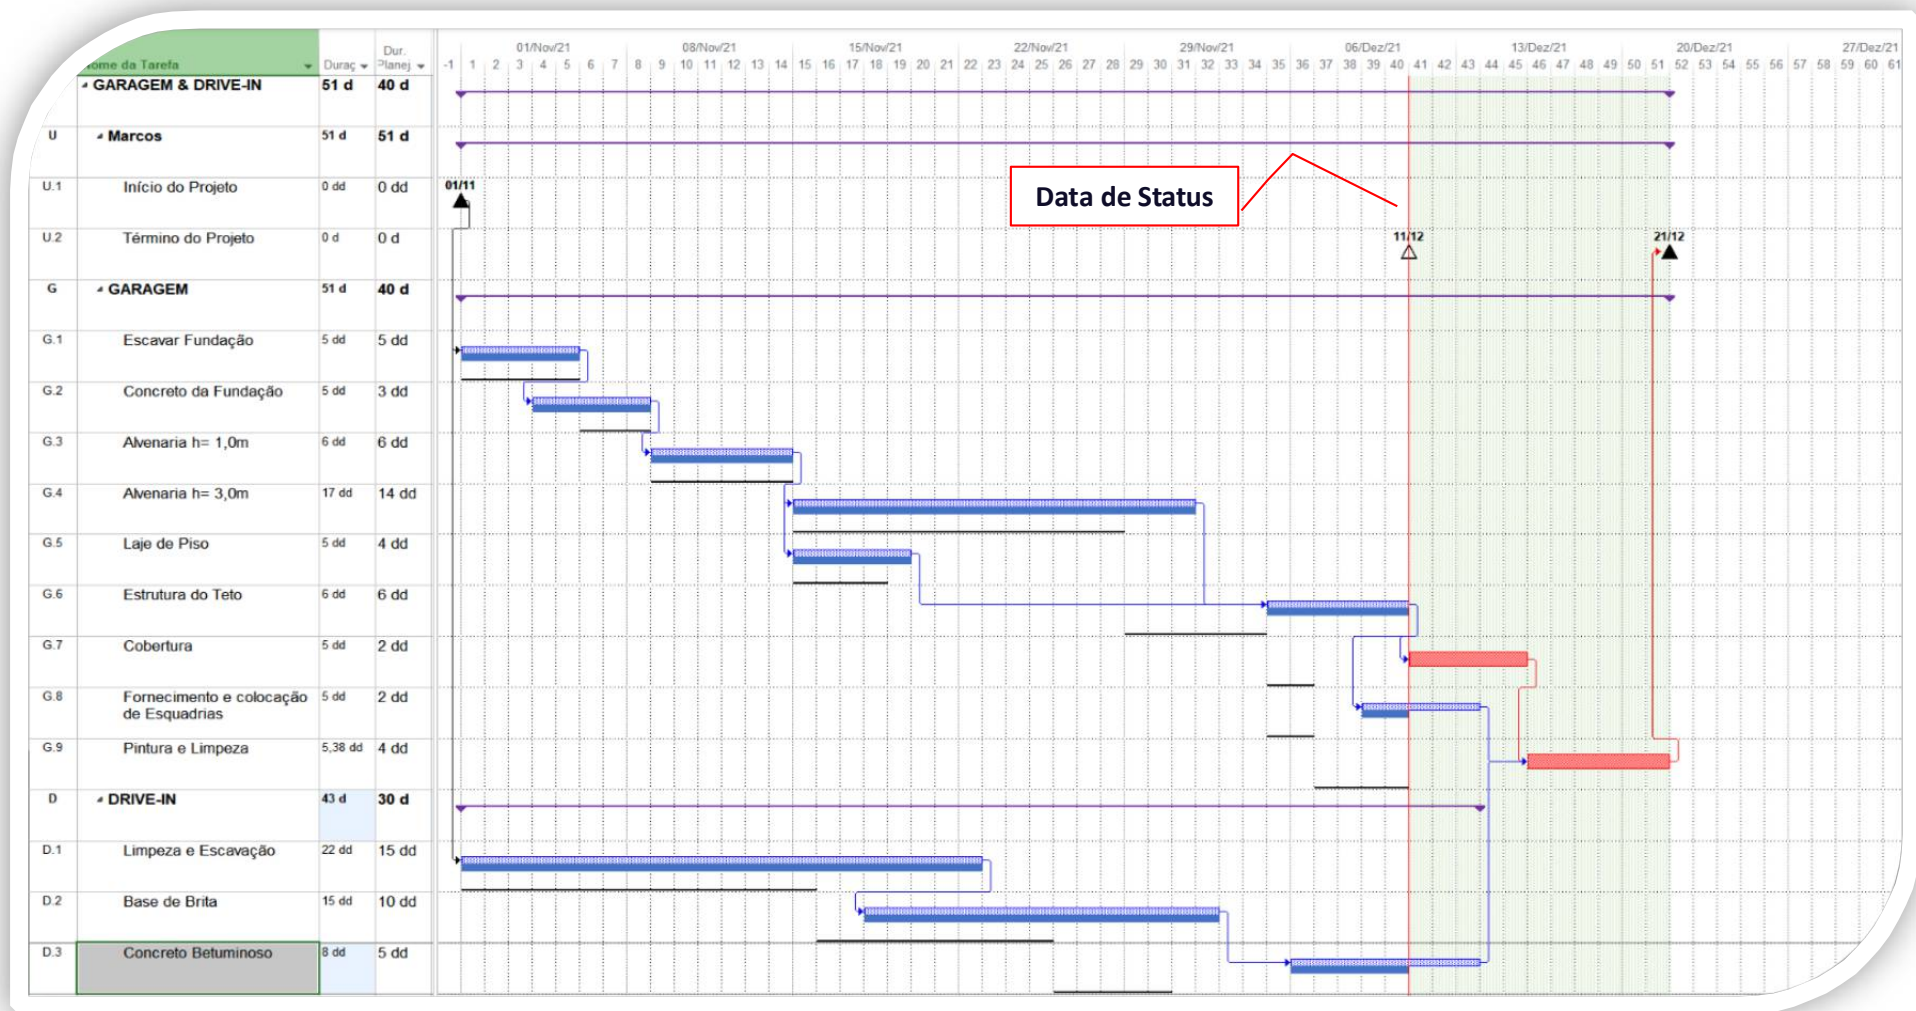 01/Nov/21 08/Nov/21 15/Nov/21 22/Nov/21 29/Nov/21 06/Dez/21 13/Dez/21 20/Dez/21 27/Dez/21
Nome da Tarefa Duraç Dur. Planej.
-1 1 2 3 4 5 6 7 8 9 10 11 12 13 14 15 16 17 18 19 20 21 22 23 24 25 26 27 28 29 30 31 32 33 34 35 36 37 38 39 40 41 42 43 44 45 46 47 48 49 50 51 52 53 54 55 56 57 58 59 60 61
GARAGEM & DRIVE-IN 51 d 40 d
U Marcos 51 d 51 d
Data de Status
U.1 Início do Projeto 0 dd 0 dd 01/11
U.2 Término do Projeto 0 d 0 d 11/12 21/12
G GARAGEM 51 d 40 d
G.1 Escavar Fundação 5 dd 5 dd
G.2 Concreto da Fundação 5 dd 3 dd
G.3 Alvenaria h= 1,0m 6 dd 6 dd
G.4 Alvenaria h= 3,0m 17 dd 14 dd
G.5 Laje de Piso 5 dd 4 dd
G.6 Estrutura do Teto 6 dd 6 dd
G.7 Cobertura 5 dd 2 dd
G.8 Fornecimento e colocação 5 dd 2 dd
de Esquadrias
G.9 Pintura e Limpeza 5,38 dd 4 dd
D DRIVE-IN 43 d 30 d
D.1 Limpeza e Escavação 22 dd 15 dd
D.2 Base de Brita 15 dd 10 dd
D.3 Concreto Betuminoso 8 dd 5 dd